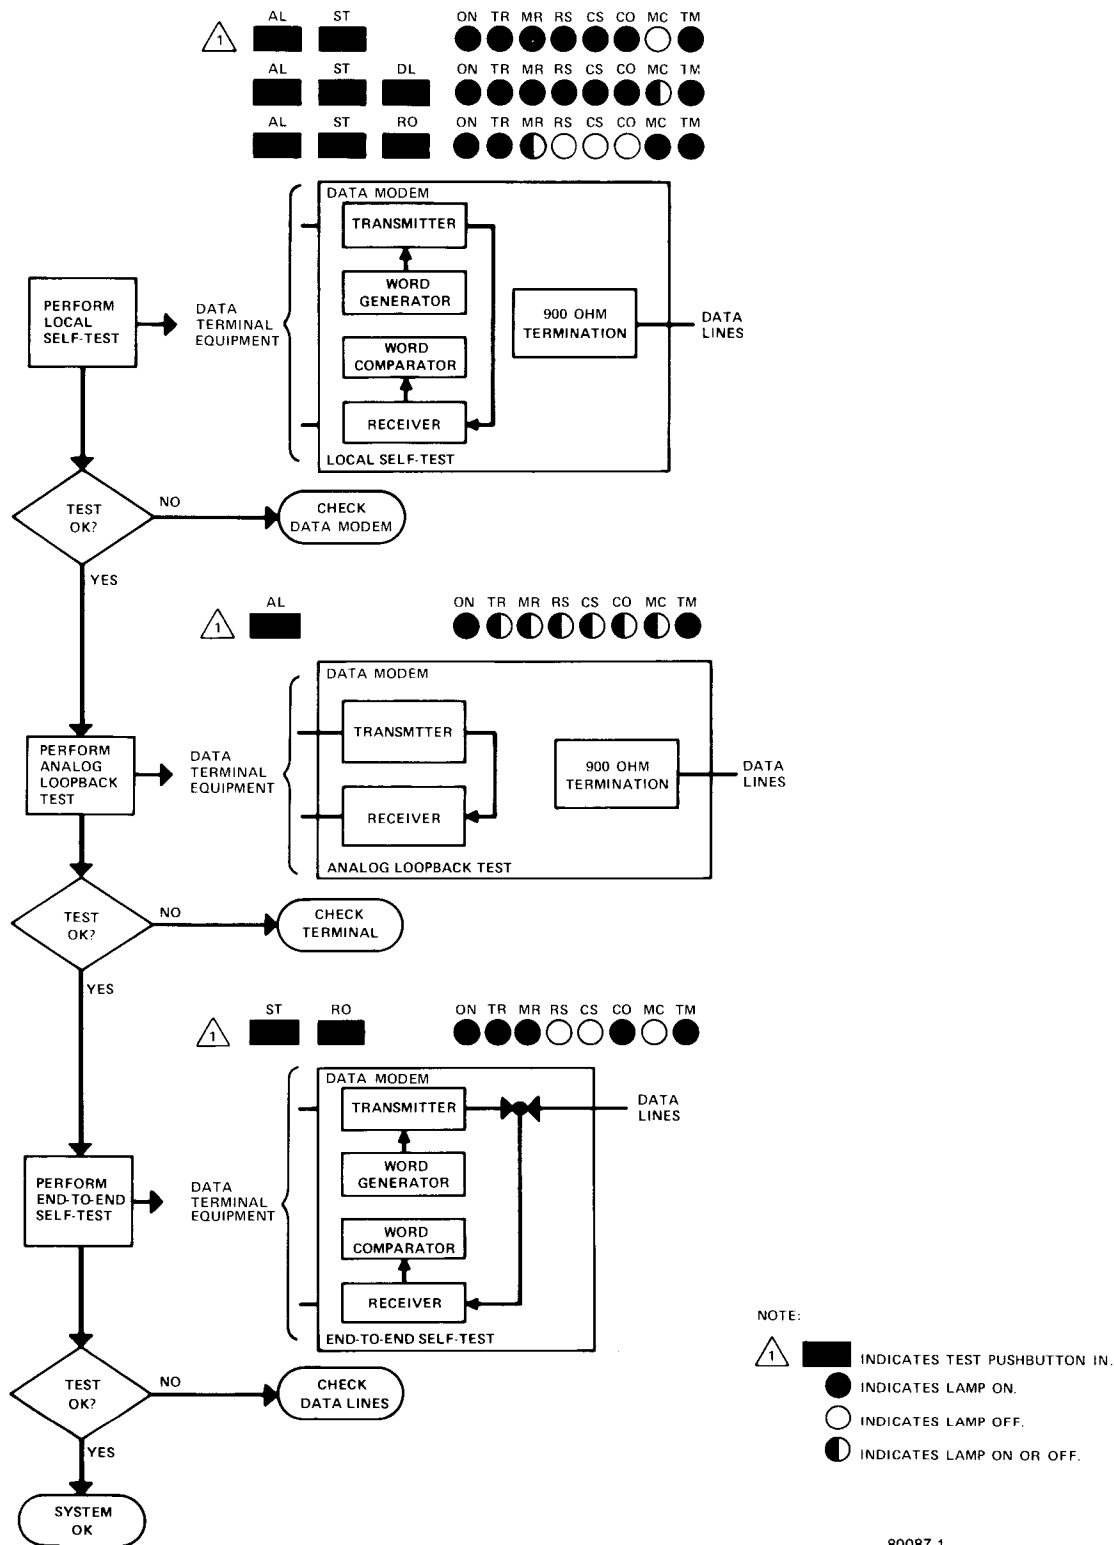 AL ST ON TR MR RS CS CO MC TM
1
AL ST DL ON TR MR RS CS CO MC TM
AL ST RO ON TR MR RS CS CO MC TM
DATA MODEM
TRANSMITTER
WORD
GENERATOR
PERFORM
LOCAL
SELF-TEST
DATA
TERMINAL
EQUIPMENT
900 OHM
TERMINATION
DATA
LINES
WORD
COMPARATOR
RECEIVER
LOCAL SELF-TEST
TEST
OK?
NO
CHECK
DATA MODEM
YES
AL ON TR MR RS CS CO MC TM
1
DATA MODEM
TRANSMTTER
PERFORM
ANALOG
LOOPBACK
TEST
DATA
TERMINAL
EQUIPMENT
900 OHM
TERMINATION
DATA
LINES
RECEIVER
ANALOG LOOPBACK TEST
TEST
OK?
NO
CHECK
TERMINAL
YES
ST RO ON TR MR RS CS CO MC TM
1
DATA MODEM
TRANSMITTER
DATA
LINES
WORD
GENERATOR
PERFORM
END-TO-END
SELF-TEST
DATA
TERMINAL
EQUIPMENT
WORD
COMPARATOR
RECEIVER
END-TO-END SELF-TEST
TEST
OK?
NO
CHECK
DATA LINES
YES
SYSTEM
OK
NOTE:
1 INDICATES TEST PUSHBUTTON IN.
INDICATES LAMP ON.
INDICATES LAMP OFF.
INDICATES LAMP ON OR OFF.
80087-1